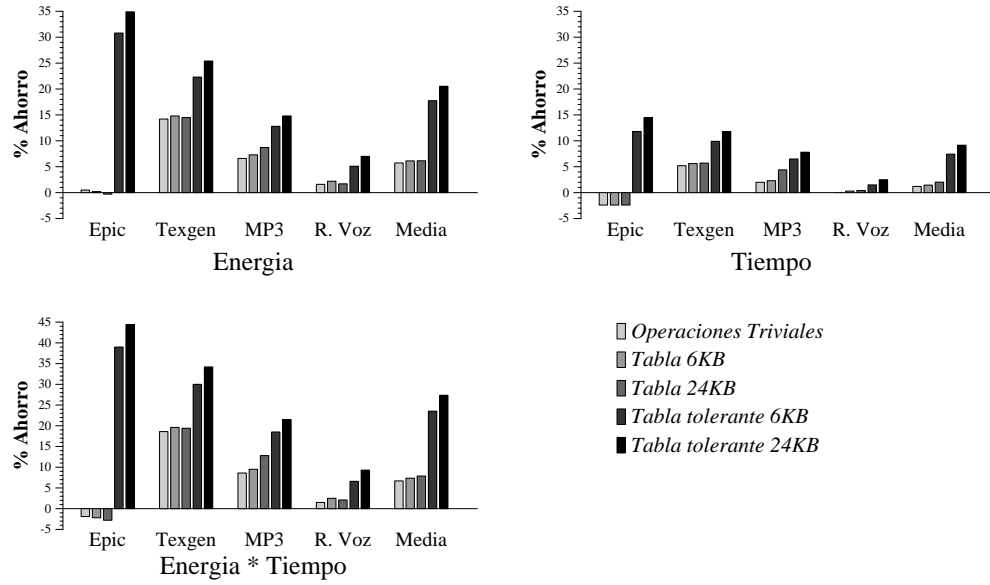 % Ahorro
35
30
25
20
15
10
5
0
-5
Epic Texgen MP3 R. Voz Media
Energia
% Ahorro
35
30
25
20
15
10
5
0
-5
Epic Texgen MP3 R. Voz Media
Tiempo
% Ahorro
45
40
35
30
25
20
15
10
5
0
-5
Epic Texgen MP3 R. Voz Media
Energia * Tiempo
Operaciones Triviales
Tabla 6KB
Tabla 24KB
Tabla tolerante 6KB
Tabla tolerante 24KB